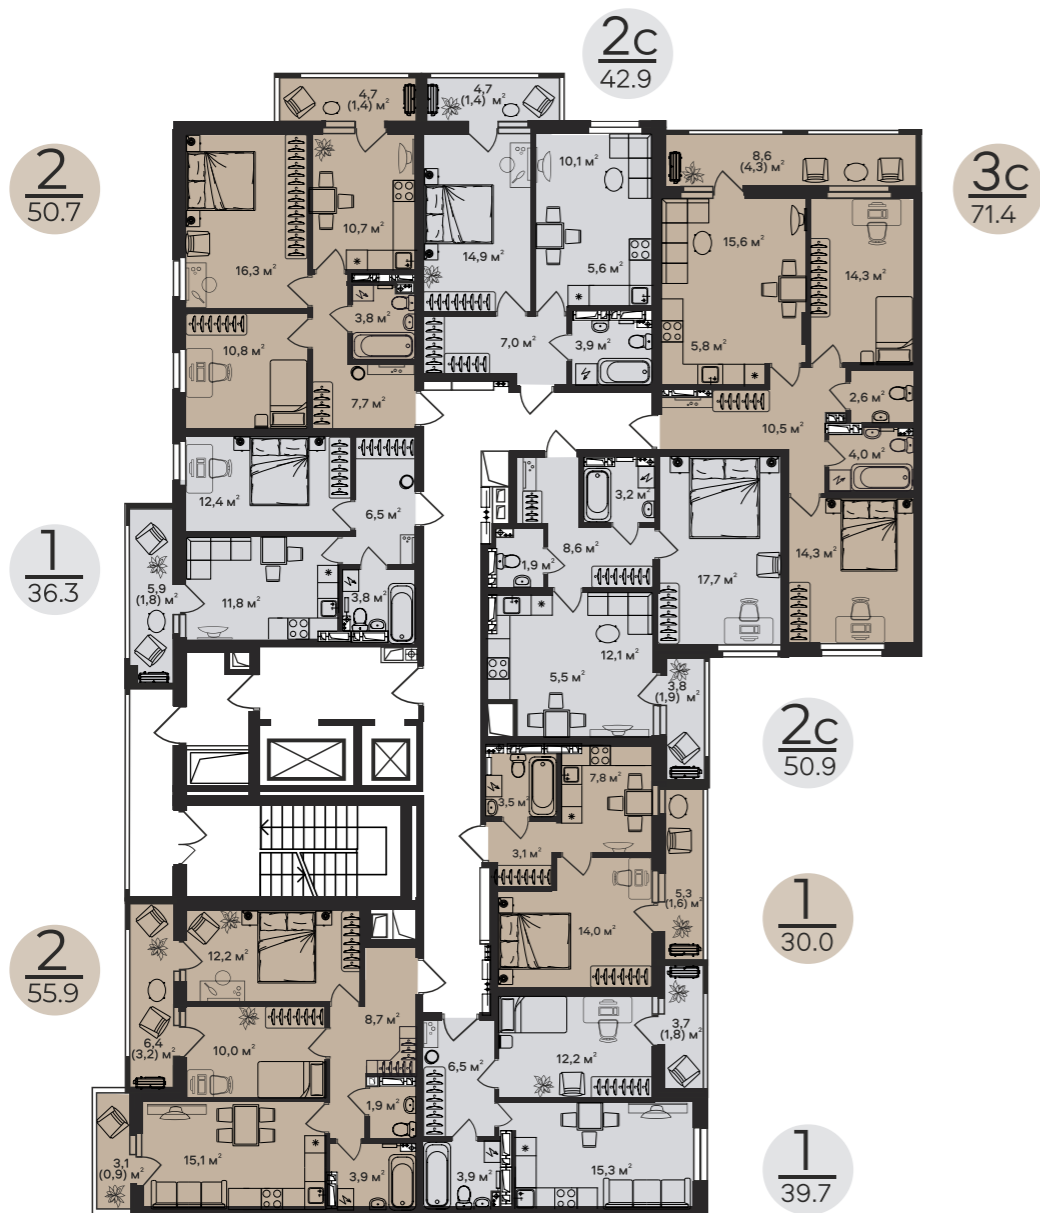 2с
42.9
4,7
(1,4) м²
4,7
(1,4) м²
2
50.7
3с
71.4
8,6
(4,3) м²
10,1 м²
10,7 м²
14,9 м²
15,6 м²
16,3 м²
5,6 м²
14,3 м²
3,8 м²
10,8 м²
7,0 м²
3,9 м²
5,8 м²
7,7 м²
2,6 м²
10,5 м²
4,0 м²
12,4 м²
6,5 м²
3,2 м²
1
36.3
5,9
(1,8) м²
11,8 м²
3,8 м²
1,9 м²
8,6 м²
17,7 м²
14,3 м²
12,1 м²
5,5 м²
3,8
(1,9) м²
2с
50.9
3,5 м²
7,8 м²
3,1 м²
5,3
(1,6) м²
1
30.0
14,0 м²
2
55.9
12,2 м²
6,4
(3,2) м²
10,0 м²
8,7 м²
3,7
(1,8) м²
6,5 м²
12,2 м²
1,9 м²
3,1
(0,9) м²
15,1 м²
3,9 м²
3,9 м²
15,3 м²
1
39.7